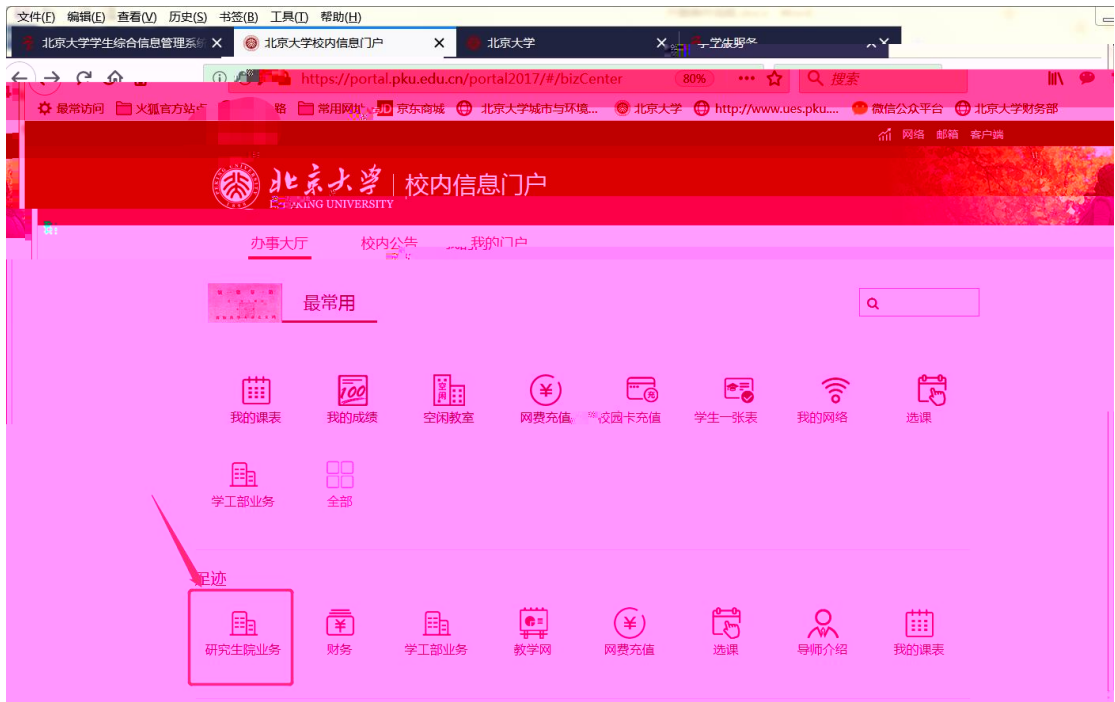 文件(F) 编辑(E) 查看(V) 历史(S) 书签(B) 工具(T) 帮助(H)
北京大学学生综合信息管理系统 北京大学校内信息门户 北京大学
https://portal.pku.edu.cn/portal2017/#/bizCenter 80% 搜索
最常访问 火狐官方站点 常用网址 JD 京东商城 北京大学城市与环境... 北京大学 http://www.ues.pku.... 微信公众平台 北京大学财务部
网络 邮箱 客户端
北京大学 校内信息门户
PEKING UNIVERSITY
办事大厅 校内公告 我的门户
最常用
我的课表 我的成绩 空闲教室 网费充值 校园卡充值 学生一张表 我的网络 选课
学工部业务 全部
足迹
研究生院业务 财务 学工部业务 教学网 网费充值 选课 导师介绍 我的课表